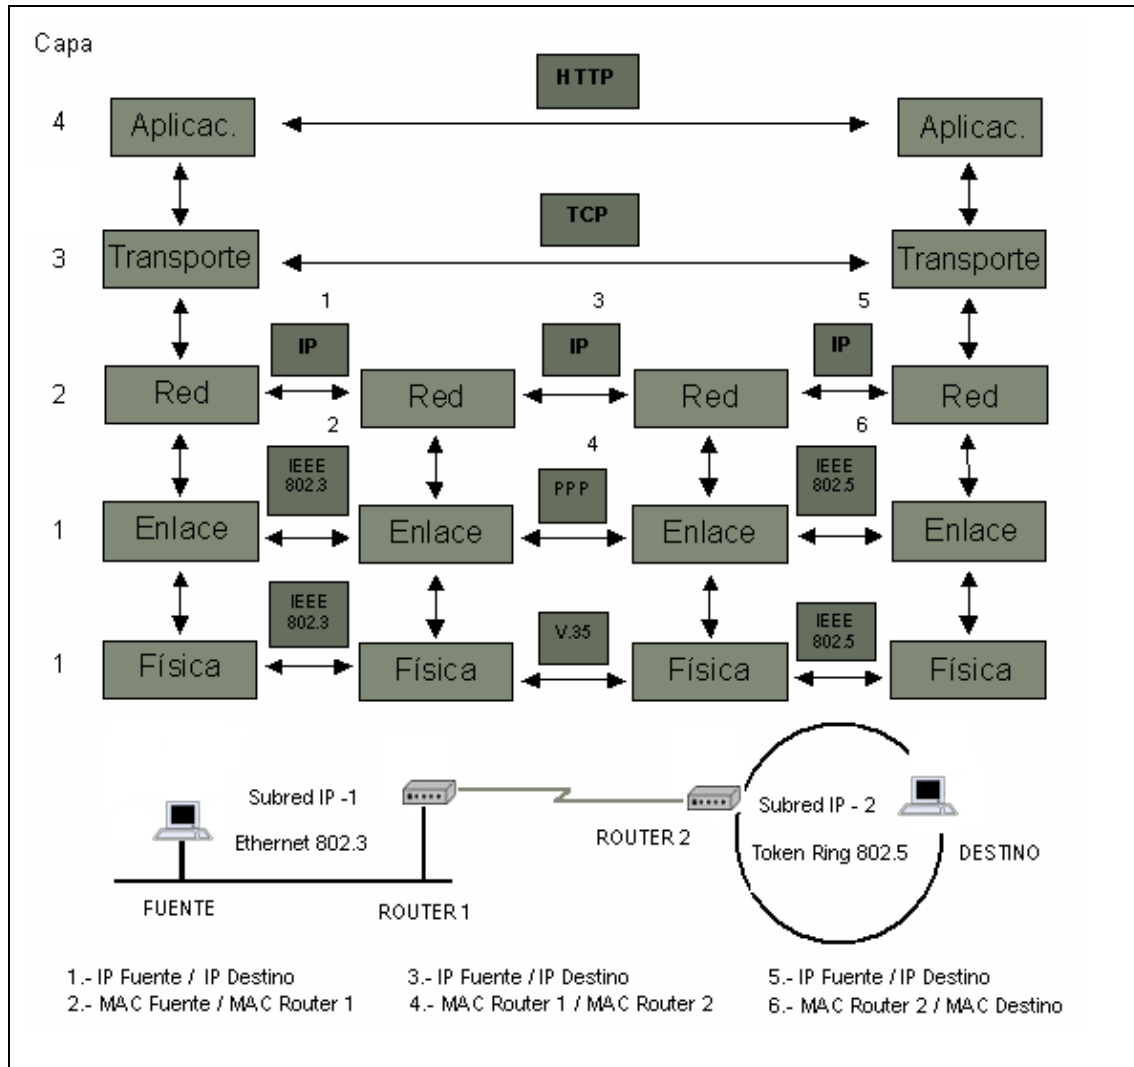 Capa
HTTP
4 Aplicac. Aplicac.
TCP
3 Transporte Transporte
1 3 5
IP IP IP
2 Red Red Red Red
2 4 6
IEEE
802.3
PPP
IEEE
802.5
1 Enlace Enlace Enlace Enlace
IEEE
802.3
V.35
IEEE
802.5
1 Física Física Física Física
Subred IP -1
Ethernet 802.3
Subred IP - 2
Token Ring 802.5
FUENTE
ROUTER 1
ROUTER 2
DESTINO
1.- IP Fuente / IP Destino
2.- MAC Fuente / MAC Router 1
3.- IP Fuente / IP Destino
4.- MAC Router 1 / MAC Router 2
5.- IP Fuente / IP Destino
6.- MAC Router 2 / MAC Destino